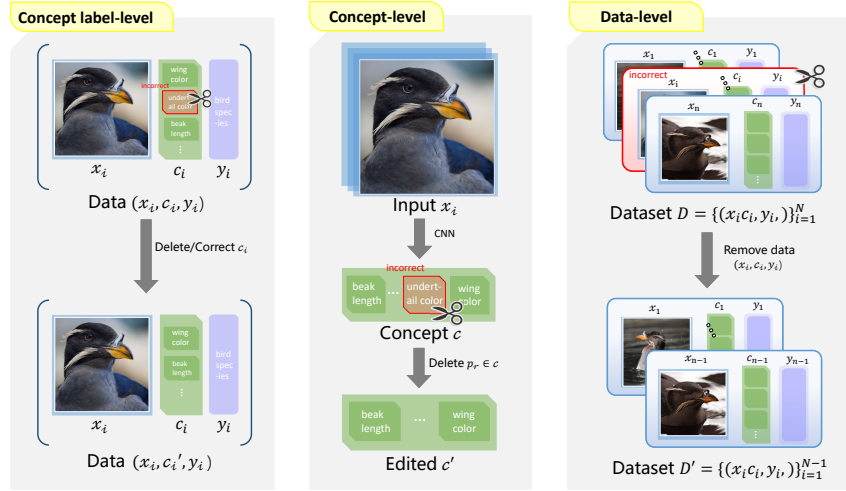 Concept label-level
wing
color
incorrect
undert-
ail color
beak
length
⋮
bird
spec
-ies
x_i
c_i
y_i
Data (x_i, c_i, y_i)
Delete/Correct c_i
wing
color
beak
length
⋮
bird
spec
-ies
x_i
c_i
y_i
Data (x_i, c_i', y_i)
Concept-level
Input x_i
CNN
incorrect
beak
length
...
undert-
ail color
wing
color
Concept c
Delete p_r ∈ c
beak
length
...
wing
color
Edited c'
Data-level
x_1 c_1 y_1
incorrect
x_i c_i y_i
x_n c_n y_n
⋮
Dataset D = {(x_i c_i, y_i,)}_{i=1}^N
Remove data
(x_i, c_i, y_i)
x_1 c_1 y_1
x_{n-1} c_{n-1} y_{n-1}
⋮
Dataset D' = {(x_i c_i, y_i,)}_{i=1}^{N-1}